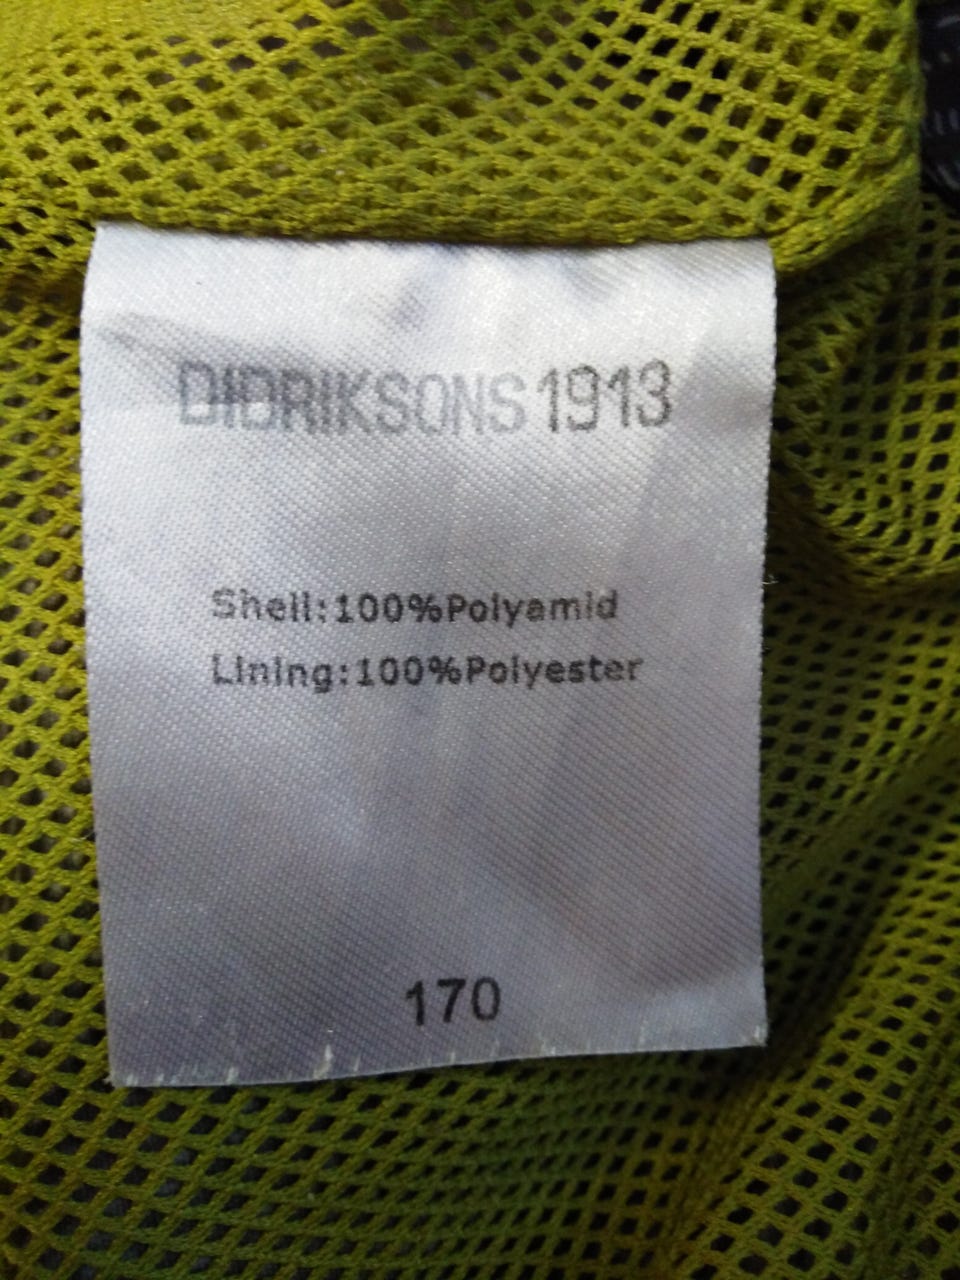 DIDRIKSONS1913
Shell:100%Polyamid
Lining:100%Polyester
170